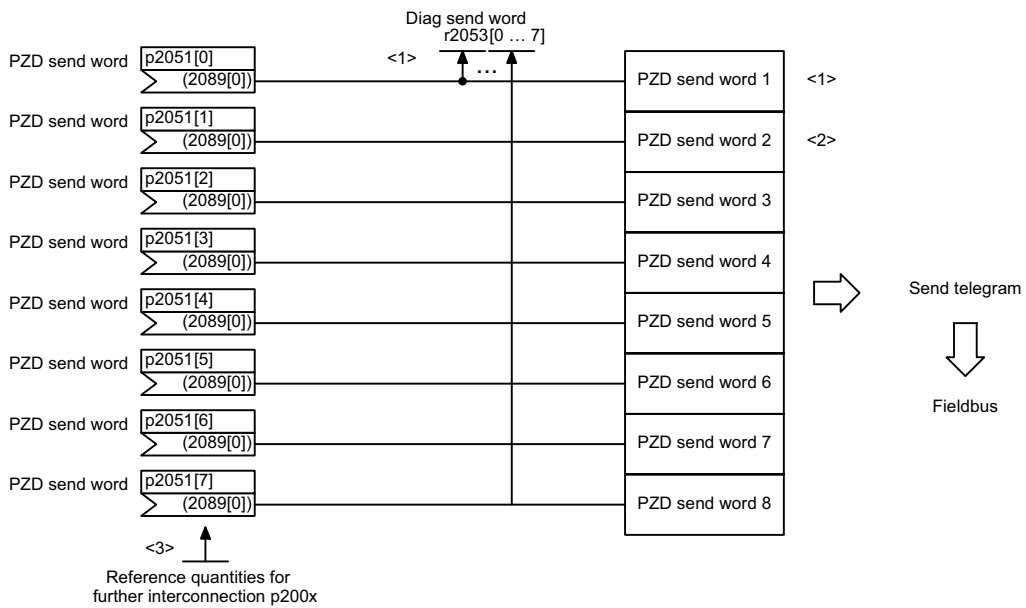 Diag send word
r2053[0 … 7]
<1>
...
PZD send word
p2051[0]
(2089[0])
PZD send word 1
<1>
PZD send word
p2051[1]
(2089[0])
PZD send word 2
<2>
PZD send word
p2051[2]
(2089[0])
PZD send word 3
PZD send word
p2051[3]
(2089[0])
PZD send word 4
PZD send word
p2051[4]
(2089[0])
PZD send word 5
PZD send word
p2051[5]
(2089[0])
PZD send word 6
PZD send word
p2051[6]
(2089[0])
PZD send word 7
PZD send word
p2051[7]
(2089[0])
PZD send word 8
Send telegram
Fieldbus
<3>
Reference quantities for
further interconnection p200x